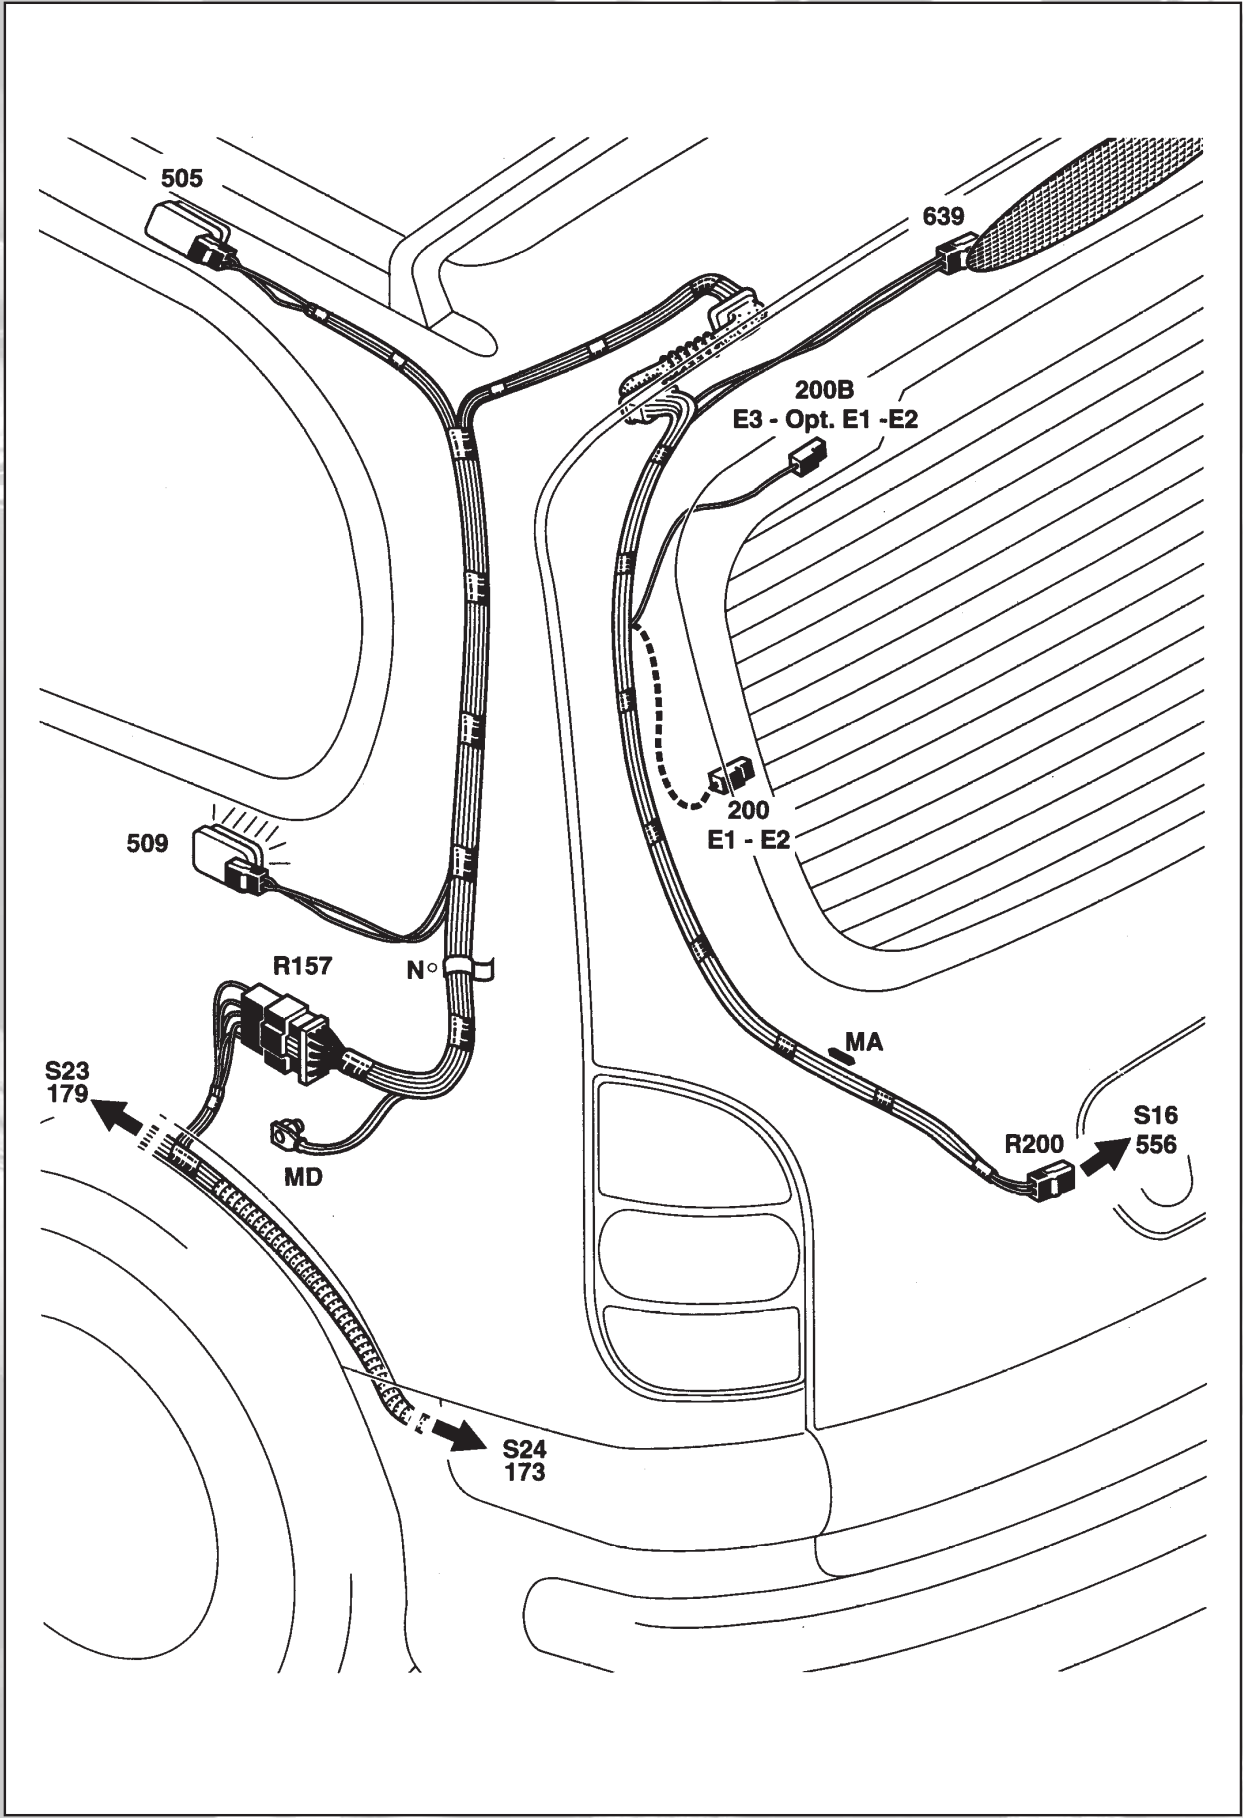 505
639
200B
E3 - Opt. E1 -E2
200
E1 - E2
509
R157
N°
MA
S23
179
S16
556
R200
MD
S24
173